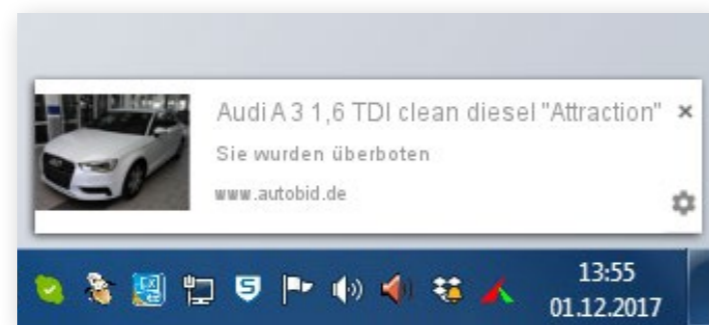 Audi A 3 1,6 TDI clean diesel "Attraction"
Sie wurden überboten
www.autobid.de
13:55
01.12.2017